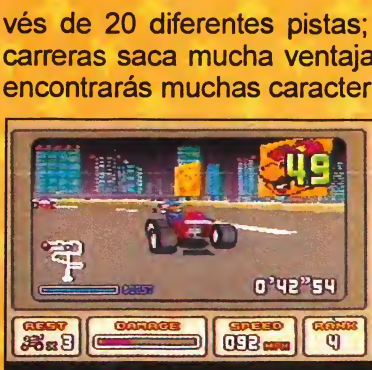 vés de 20 diferentes pistas;
carreras saca mucha ventaja
encontrarás muchas caracter
49
0'42"54
REST DAMAGE SPEED RANK
x 3 092 MPH 4